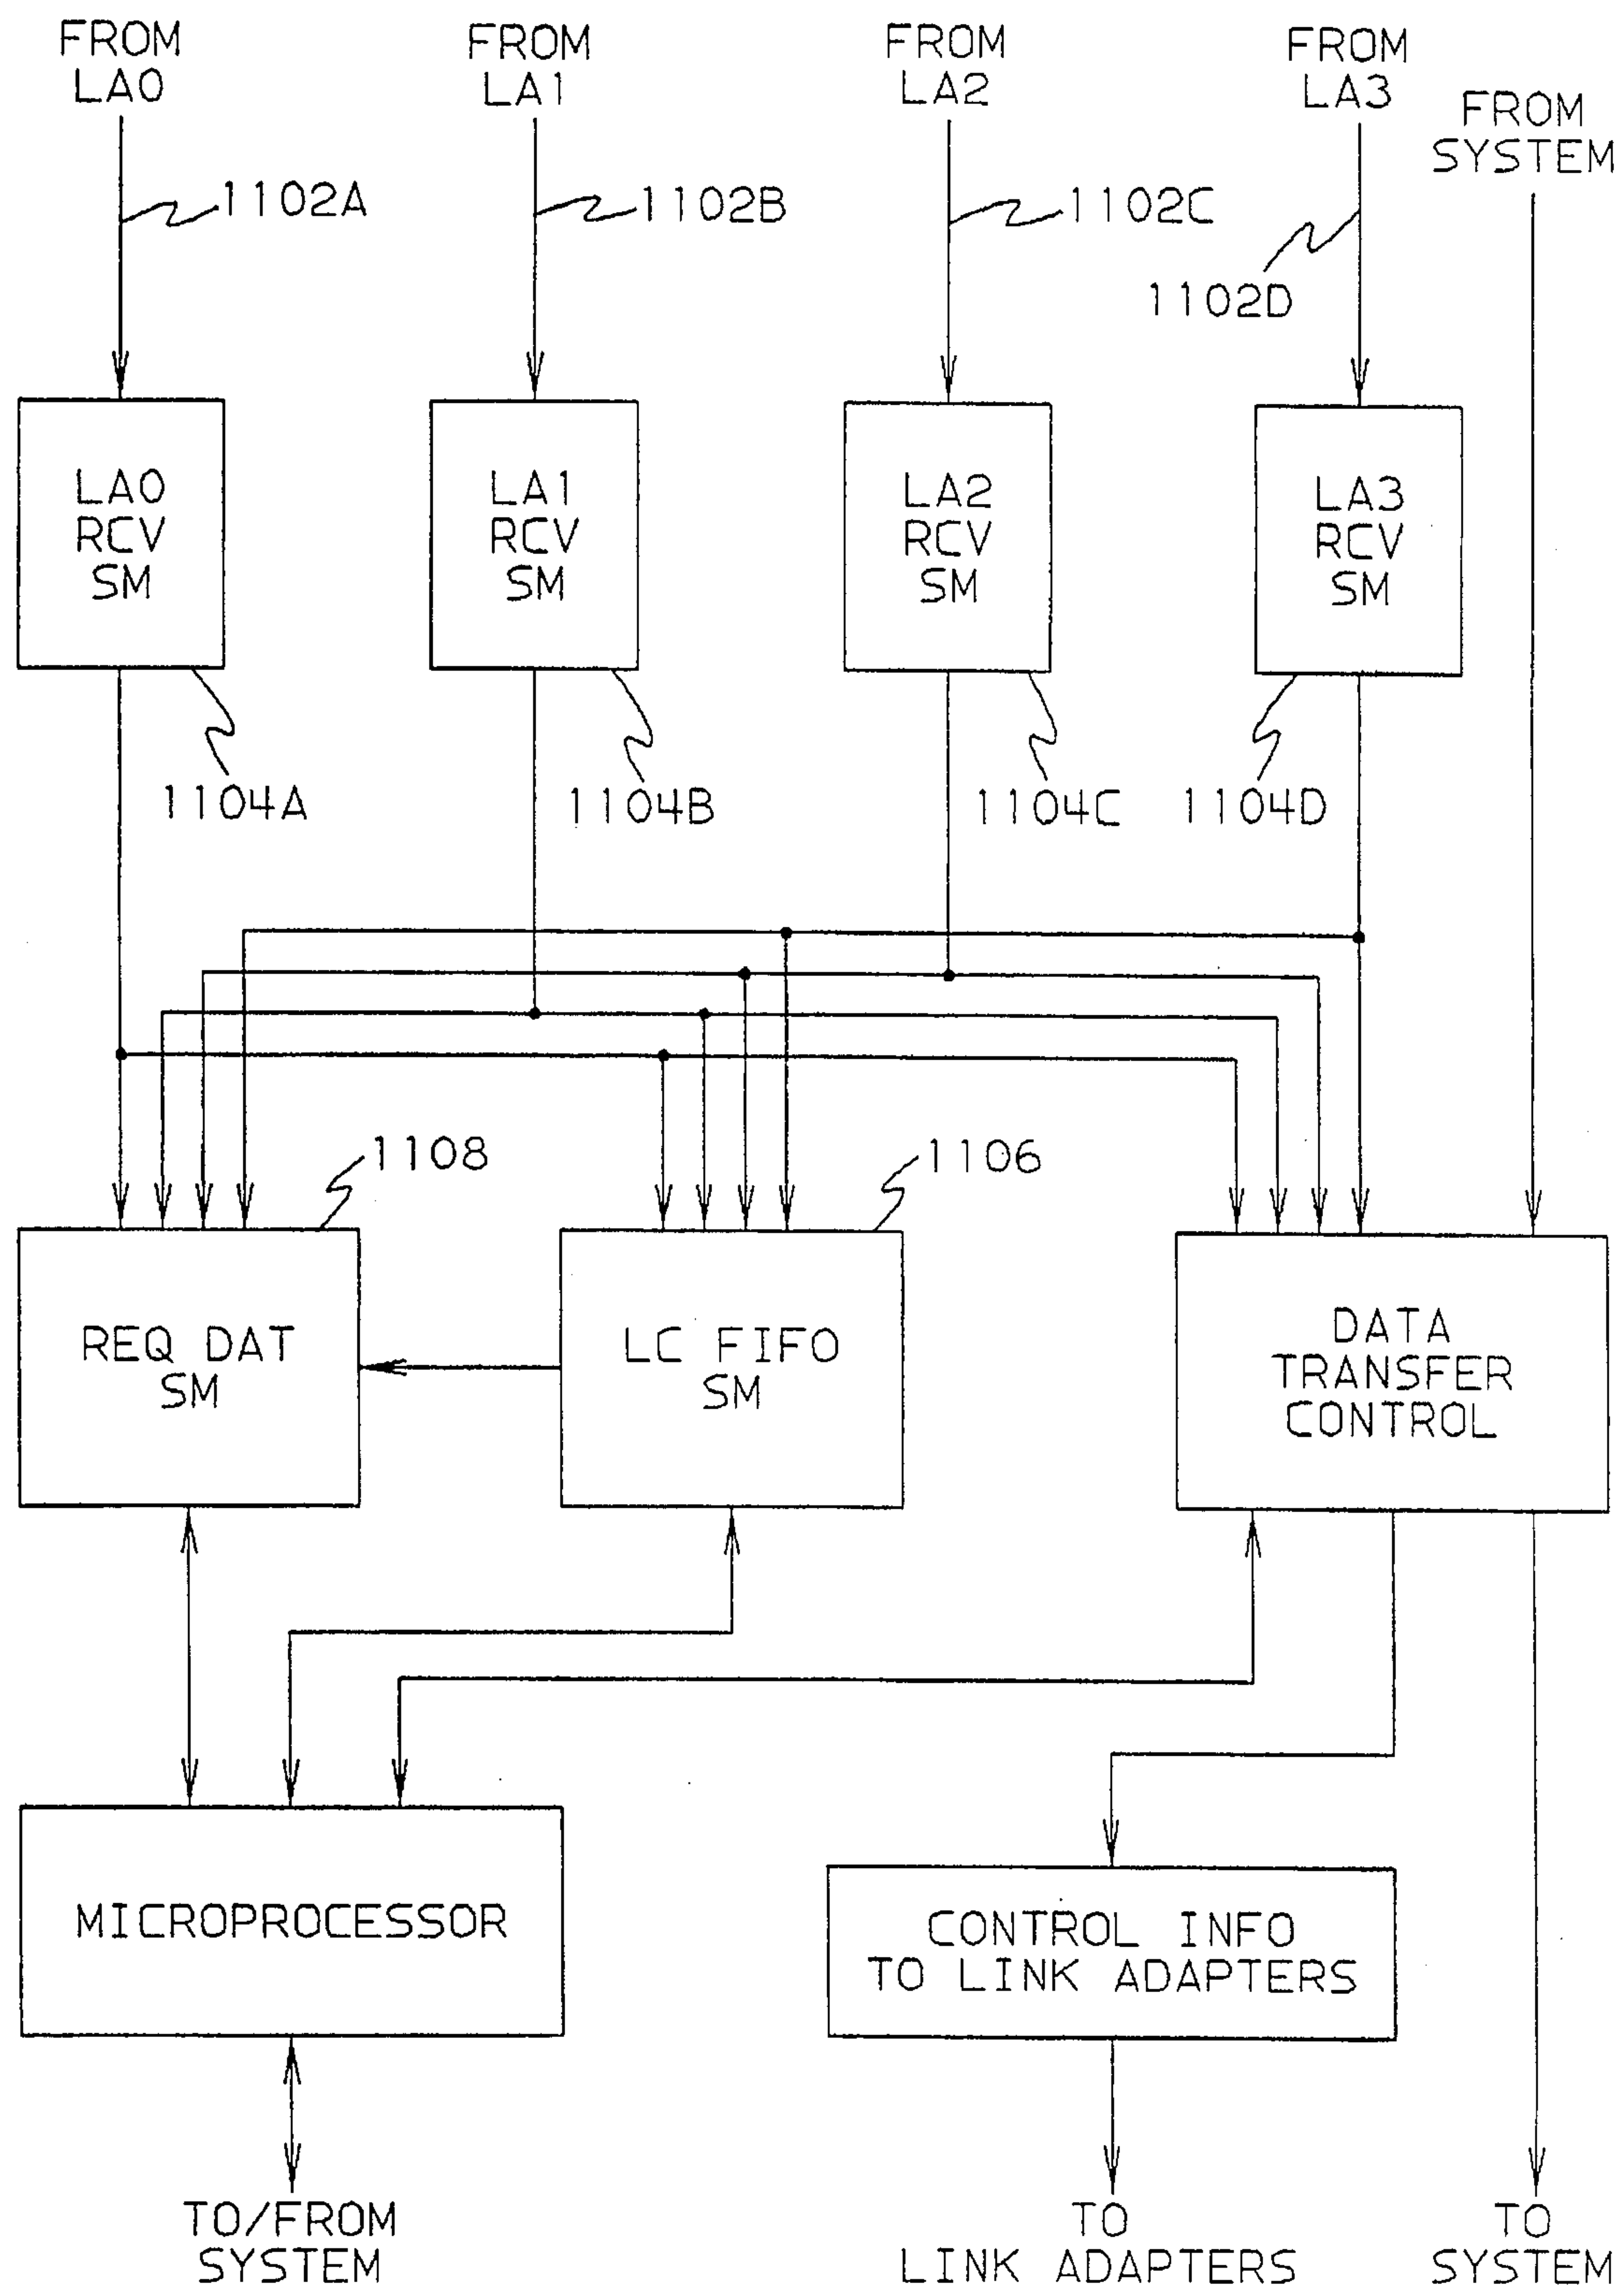 FROM
LA0
FROM
LA1
FROM
LA2
FROM
LA3
FROM
SYSTEM
1102A
1102B
1102C
1102D
LA0
RCV
SM
LA1
RCV
SM
LA2
RCV
SM
LA3
RCV
SM
1104A
1104B
1104C
1104D
1108
1106
REQ DAT
SM
LC FIFO
SM
DATA
TRANSFER
CONTROL
MICROPROCESSOR
CONTROL INFO
TO LINK ADAPTERS
TO/FROM
SYSTEM
TO
LINK ADAPTERS
TO
SYSTEM